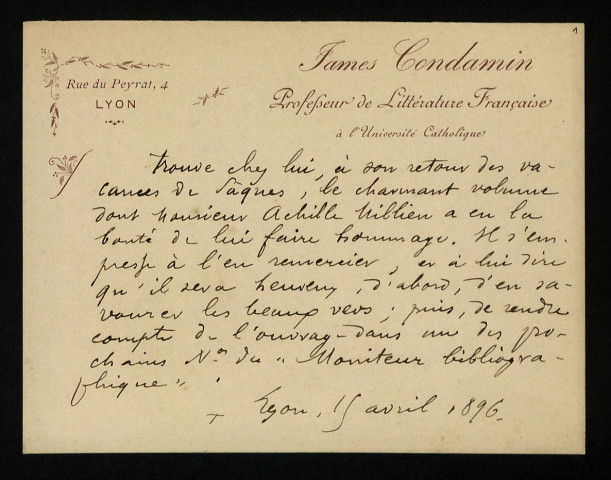 1
James Condamin
Rue du Peyrat, 4
LYON
Professeur de Littérature Française
à l'Université Catholique
Trouve chez lui, à son retour des va-
cances de Pâques, le charmant volume
dont Monsieur Achille Millien a eu la
bonté de lui faire hommage. Il s'em-
presse à l'en remercier, et à lui dire
qu'il sera heureux, d'abord, d'en sa-
vourer les beaux vers ; puis, de rendre
compte de l'ouvrage dans un des pro-
chains Nos du « Moniteur bibliogra-
phique ».
Lyon, 15 avril 1896.